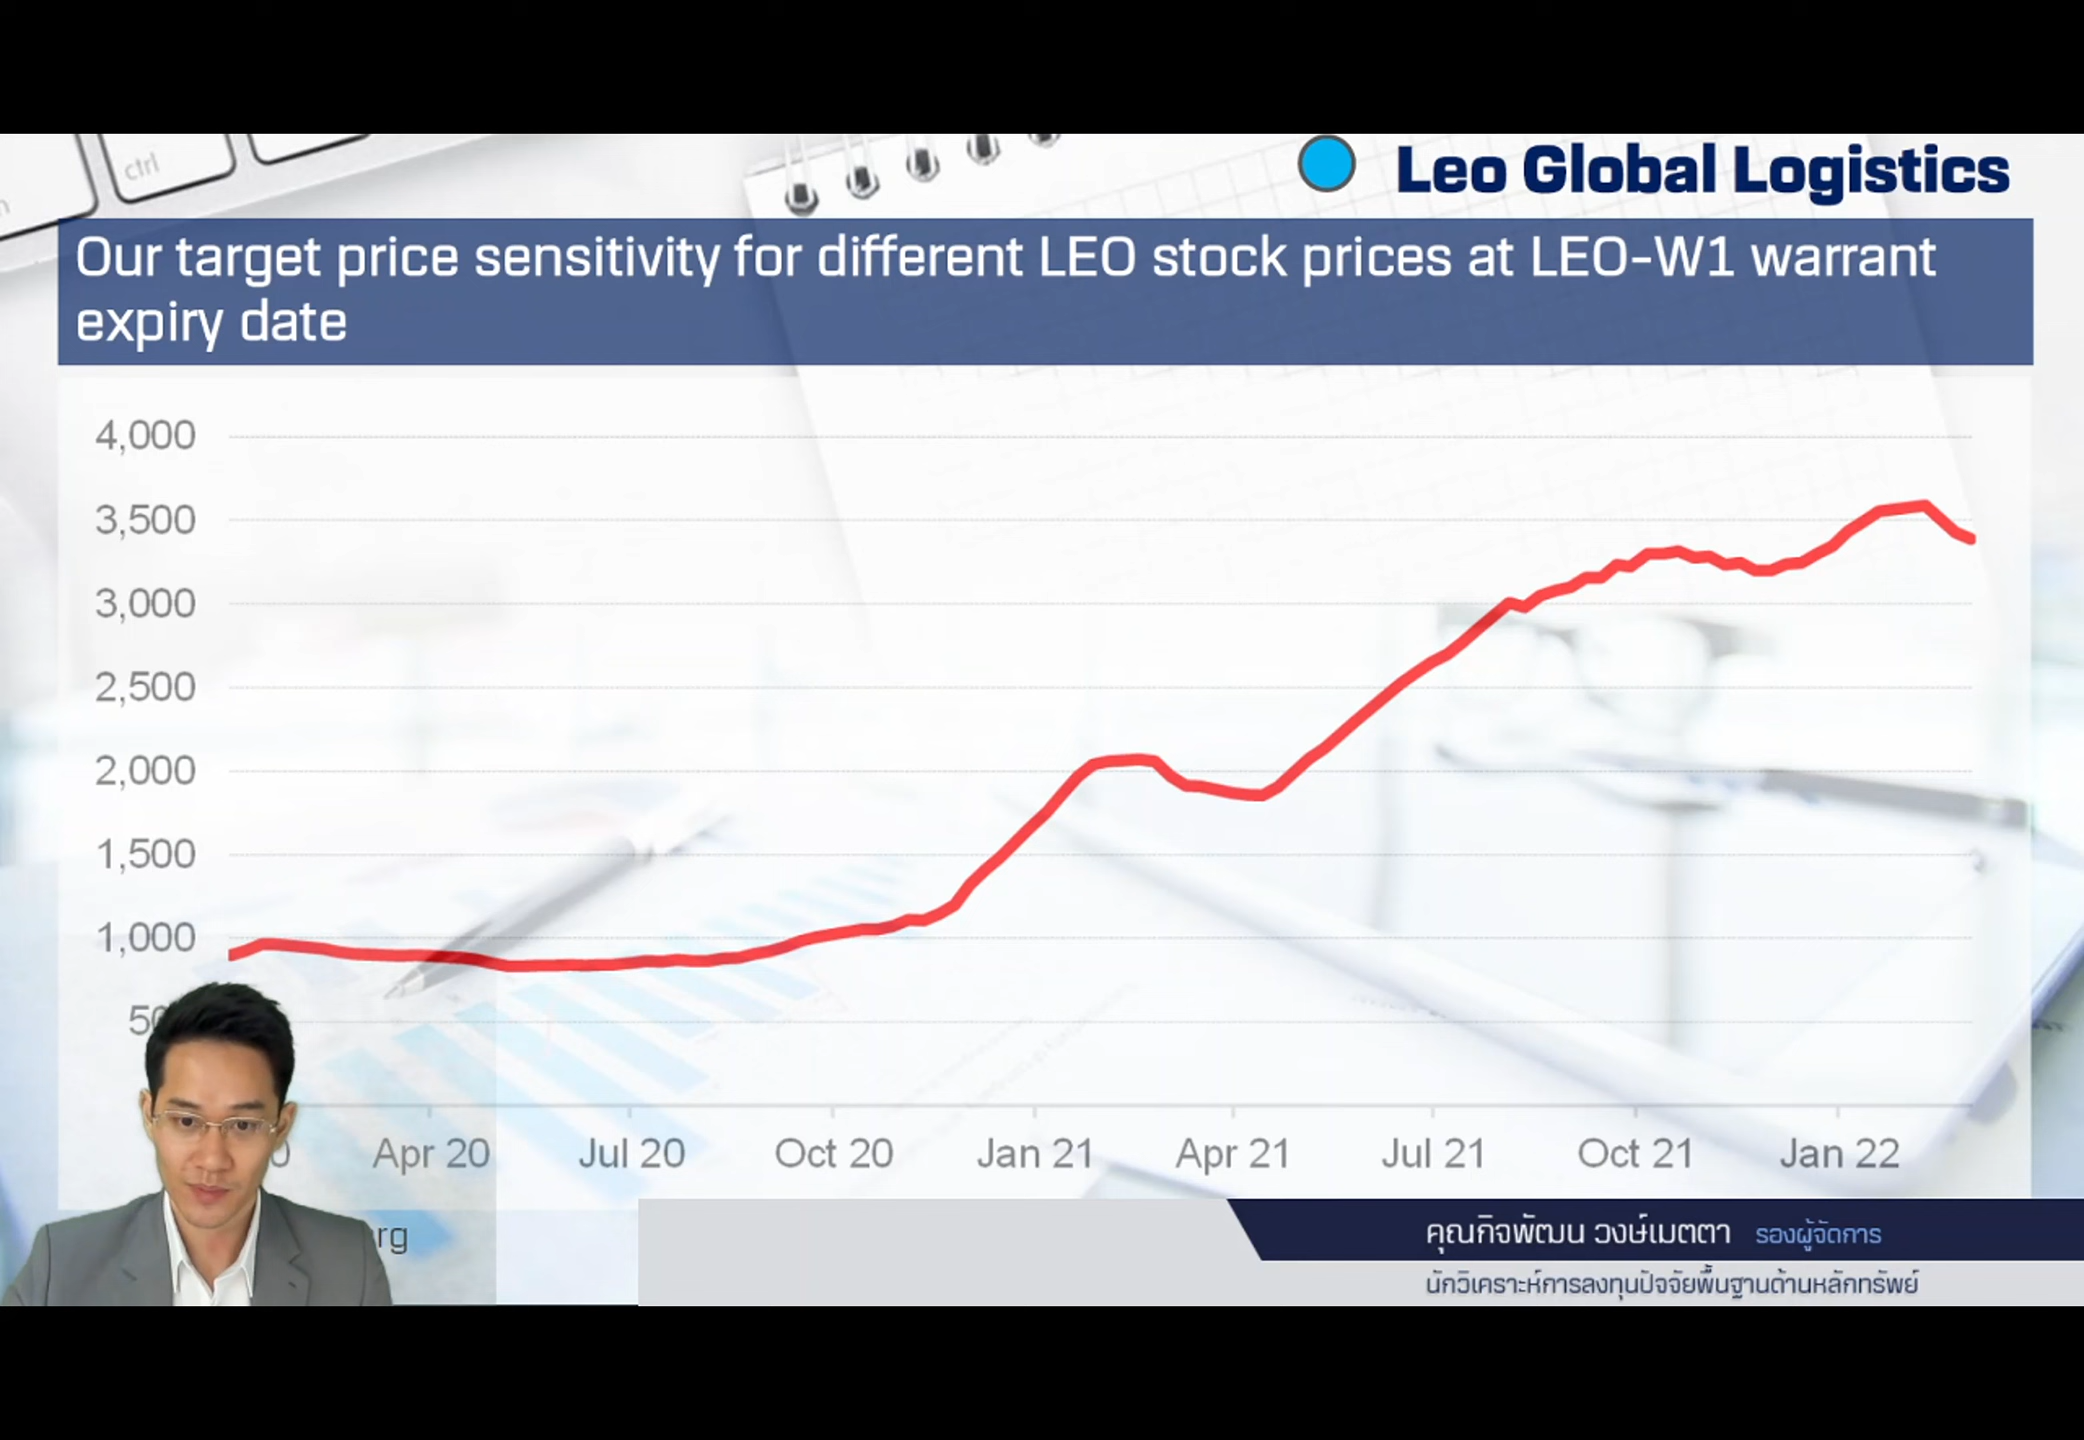 ctrl
Leo Global Logistics
Our target price sensitivity for different LEO stock prices at LEO-W1 warrant
expiry date
4,000
3,500
3,000
2,500
2,000
1,500
1,000
Apr 20 Jul 20 Oct 20 Jan 21 Apr 21 Jul 21 Oct 21 Jan 22
คุณกิจพัฒน วงษ์เมตตา รองผู้จัดการ
นักวิเคราะห์การลงทุนปัจจัยพื้นฐานด้านหลักทรัพย์